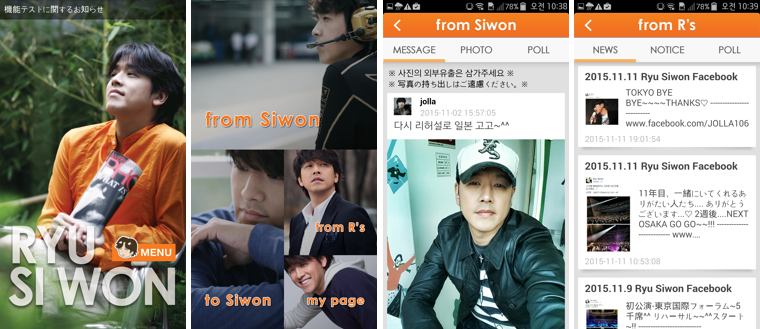 機能テストに関するお知らせ
RYU
SI WON
MENU
from Siwon
from R's
to Siwon
my page
78% 오전 10:38
from Siwon
MESSAGE PHOTO POLL
※ 사진의 외부유출은 삼가주세요 ※
※ 写真の持ち出しはご遠慮ください。※
jolla
2015-11-02 15:57:05
다시 리허설로 일본 고고~^^
78% 오전 10:39
from R's
NEWS NOTICE POLL
2015.11.11 Ryu Siwon Facebook
TOKYO BYE
BYE~~~~THANKS♡ -----------------
-----------
www.facebook.com/JOLLA106
2015-11-11 19:01:54
2015.11.11 Ryu Siwon Facebook
11年目、一緒にいてくれるあ
りがたい人たち.... ありがとう
ございます...♡ 2週後....NEXT
OSAKA GO GO~~!!! ---------------
--------------- www....
2015-11-11 10:53:08
2015.11.9 Ryu Siwon Facebook
初公演-東京国際フォーラム~5
千席^^ リハーサル~~^^スタート
~!! --------------------------